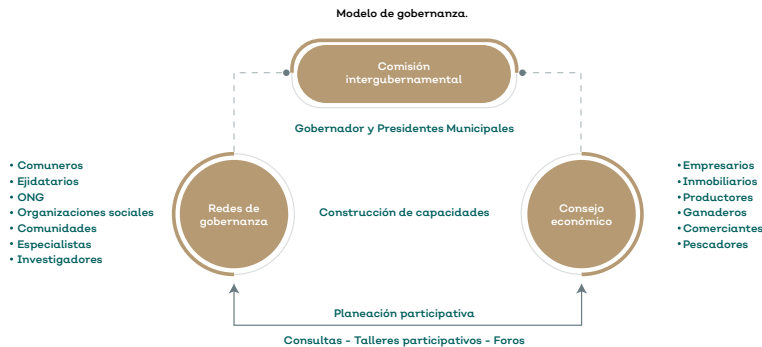 Modelo de gobernanza.
Comisión
intergubernamental
Gobernador y Presidentes Municipales
• Comuneros
• Ejidatarios
• ONG
• Organizaciones sociales
• Comunidades
• Especialistas
• Investigadores
Redes de
gobernanza
Construcción de capacidades
Consejo
económico
• Empresarios
• Inmobiliarios
• Productores
• Ganaderos
• Comerciantes
• Pescadores
Planeación participativa
Consultas - Talleres participativos - Foros